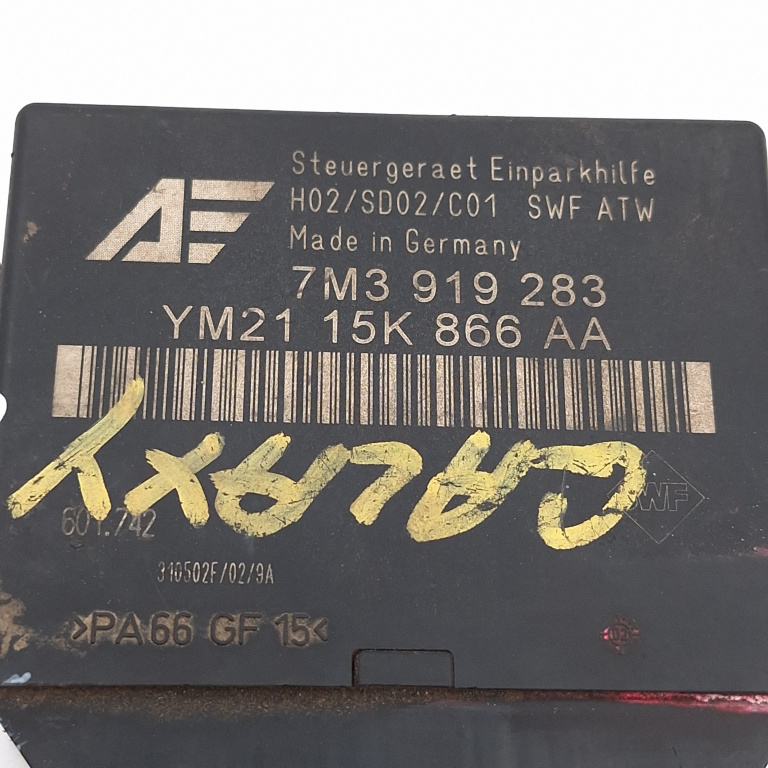 AF
Steuergeraet Einparkhilfe
H02/SD02/C01 SWF ATW
Made in Germany
7M3 919 283
YM21 15K 866 AA
GALAXY
601.742
SWF
310502F/02/9A
>PA66 GF 15<